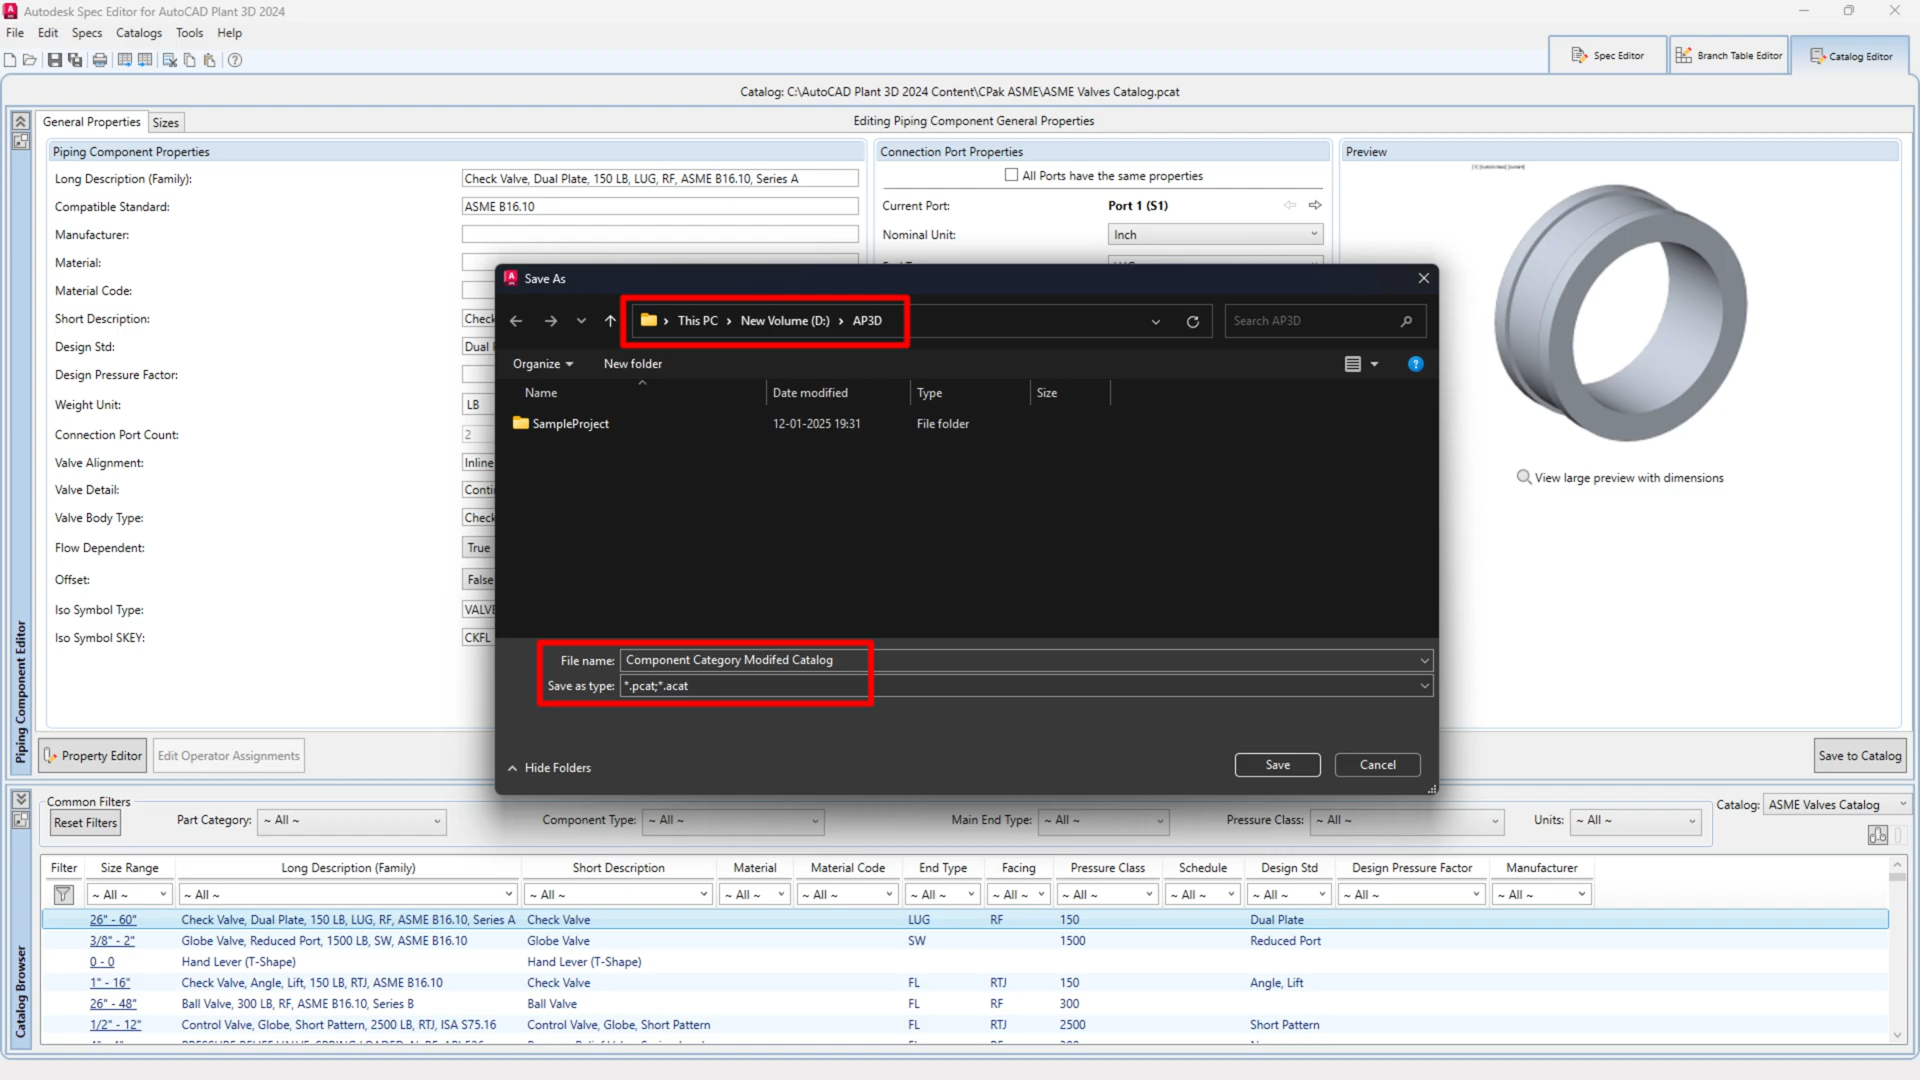 Autodesk Spec Editor for AutoCAD Plant 3D 2024
File Edit Specs Catalogs Tools Help
Spec Editor
Branch Table Editor
Catalog Editor
Catalog: C:\AutoCAD Plant 3D 2024 Content\CPak ASME\ASME Valves Catalog.pcat
General Properties Sizes
Editing Piping Component General Properties
Piping Component Properties
Connection Port Properties
Preview
Long Description (Family): Check Valve, Dual Plate, 150 LB, LUG, RF, ASME B16.10, Series A
All Ports have the same properties
Compatible Standard: ASME B16.10
Current Port: Port 1 (S1)
Manufacturer:
Nominal Unit: Inch
Material:
Material Code:
Short Description: Check
Design Std: Dual
Design Pressure Factor:
Weight Unit: LB
Connection Port Count: 2
Valve Alignment: Inline
Valve Detail:
Valve Body Type: Check
Flow Dependent: True
Offset: False
Iso Symbol Type: VALVE
Iso Symbol SKEY: CKFL
View large preview with dimensions
Save As
This PC › New Volume (D:) › AP3D
Search AP3D
Organize New folder
Name Date modified Type Size
SampleProject 12-01-2025 19:31 File folder
File name: Component Category Modifed Catalog
Save as type: *.pcat;*.acat
Hide Folders
Save Cancel
Piping Component Editor
Property Editor Edit Operator Assignments
Save to Catalog
Common Filters
Reset Filters
Part Category: ~ All ~
Component Type: ~ All ~
Main End Type: ~ All ~
Pressure Class: ~ All ~
Units: ~ All ~
Catalog: ASME Valves Catalog
Filter Size Range Long Description (Family) Short Description Material Material Code End Type Facing Pressure Class Schedule Design Std Design Pressure Factor Manufacturer
~ All ~ ~ All ~ ~ All ~ ~ All ~ ~ All ~ ~ All ~ ~ All ~ ~ All ~ ~ All ~ ~ All ~ ~ All ~ ~ All ~
26" - 60" Check Valve, Dual Plate, 150 LB, LUG, RF, ASME B16.10, Series A Check Valve LUG RF 150 Dual Plate
3/8" - 2" Globe Valve, Reduced Port, 1500 LB, SW, ASME B16.10 Globe Valve SW 1500 Reduced Port
0 - 0 Hand Lever (T-Shape) Hand Lever (T-Shape)
1" - 16" Check Valve, Angle, Lift, 150 LB, RTJ, ASME B16.10 Check Valve FL RTJ 150 Angle, Lift
26" - 48" Ball Valve, 300 LB, RF, ASME B16.10, Series B Ball Valve FL RF 300
1/2" - 12" Control Valve, Globe, Short Pattern, 2500 LB, RTJ, ISA S75.16 Control Valve, Globe, Short Pattern FL RTJ 2500 Short Pattern
Catalog Browser